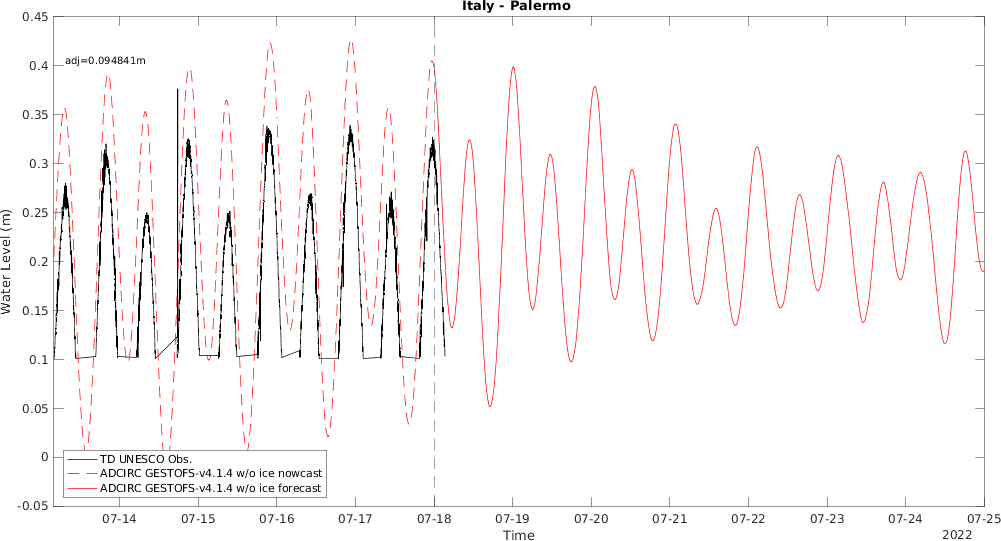 Italy - Palermo
0.45
0.4
0.35
0.3
0.25
0.2
0.15
0.1
0.05
0
-0.05
Water Level (m)
adj=0.094841m
TD UNESCO Obs.
ADCIRC GESTOFS-v4.1.4 w/o ice nowcast
ADCIRC GESTOFS-v4.1.4 w/o ice forecast
07-14 07-15 07-16 07-17 07-18 07-19 07-20 07-21 07-22 07-23 07-24 07-25
Time
2022